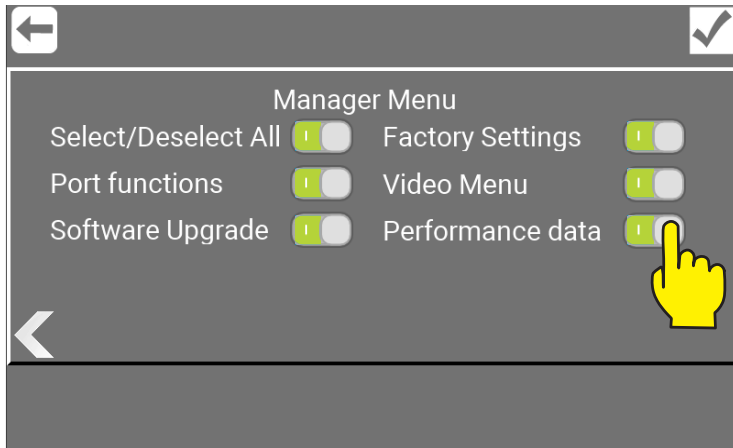 Manager Menu
Select/Deselect All
Factory Settings
Port functions
Video Menu
Software Upgrade
Performance data